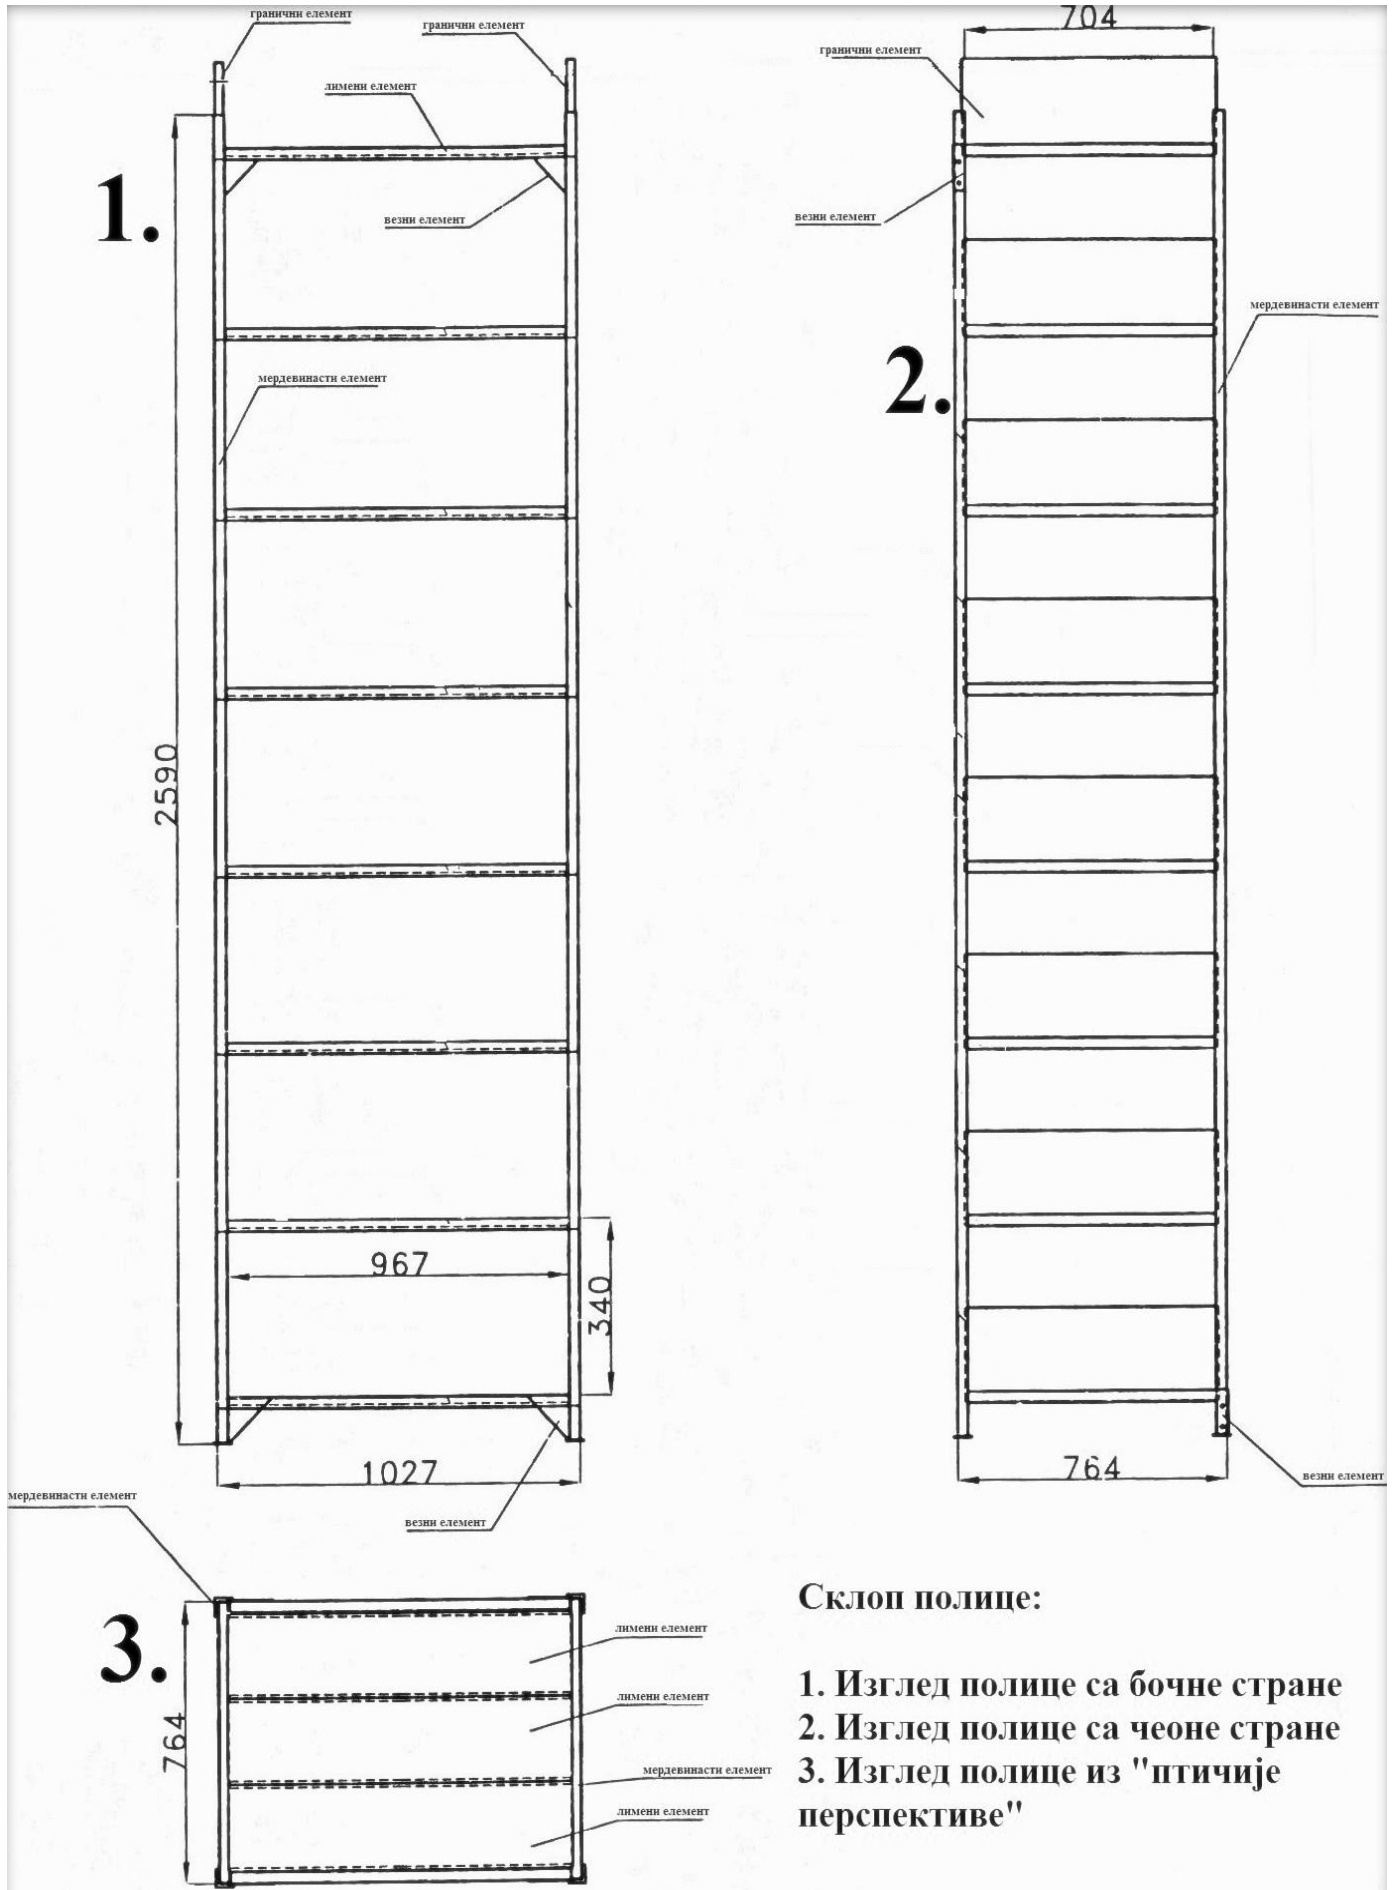 гранични елемент
гранични елемент
лимени елемент
1.
везни елемент
мердевинасти елемент
2590
967
340
1027
везни елемент
704
гранични елемент
везни елемент
мердевинасти елемент
2.
764
везни елемент
мердевинасти елемент
3.
764
лимени елемент
лимени елемент
мердевинасти елемент
лимени елемент
Склоп полице:
1. Изглед полице са бочне стране
2. Изглед полице са чеоне стране
3. Изглед полице из "птичије
перспективе"